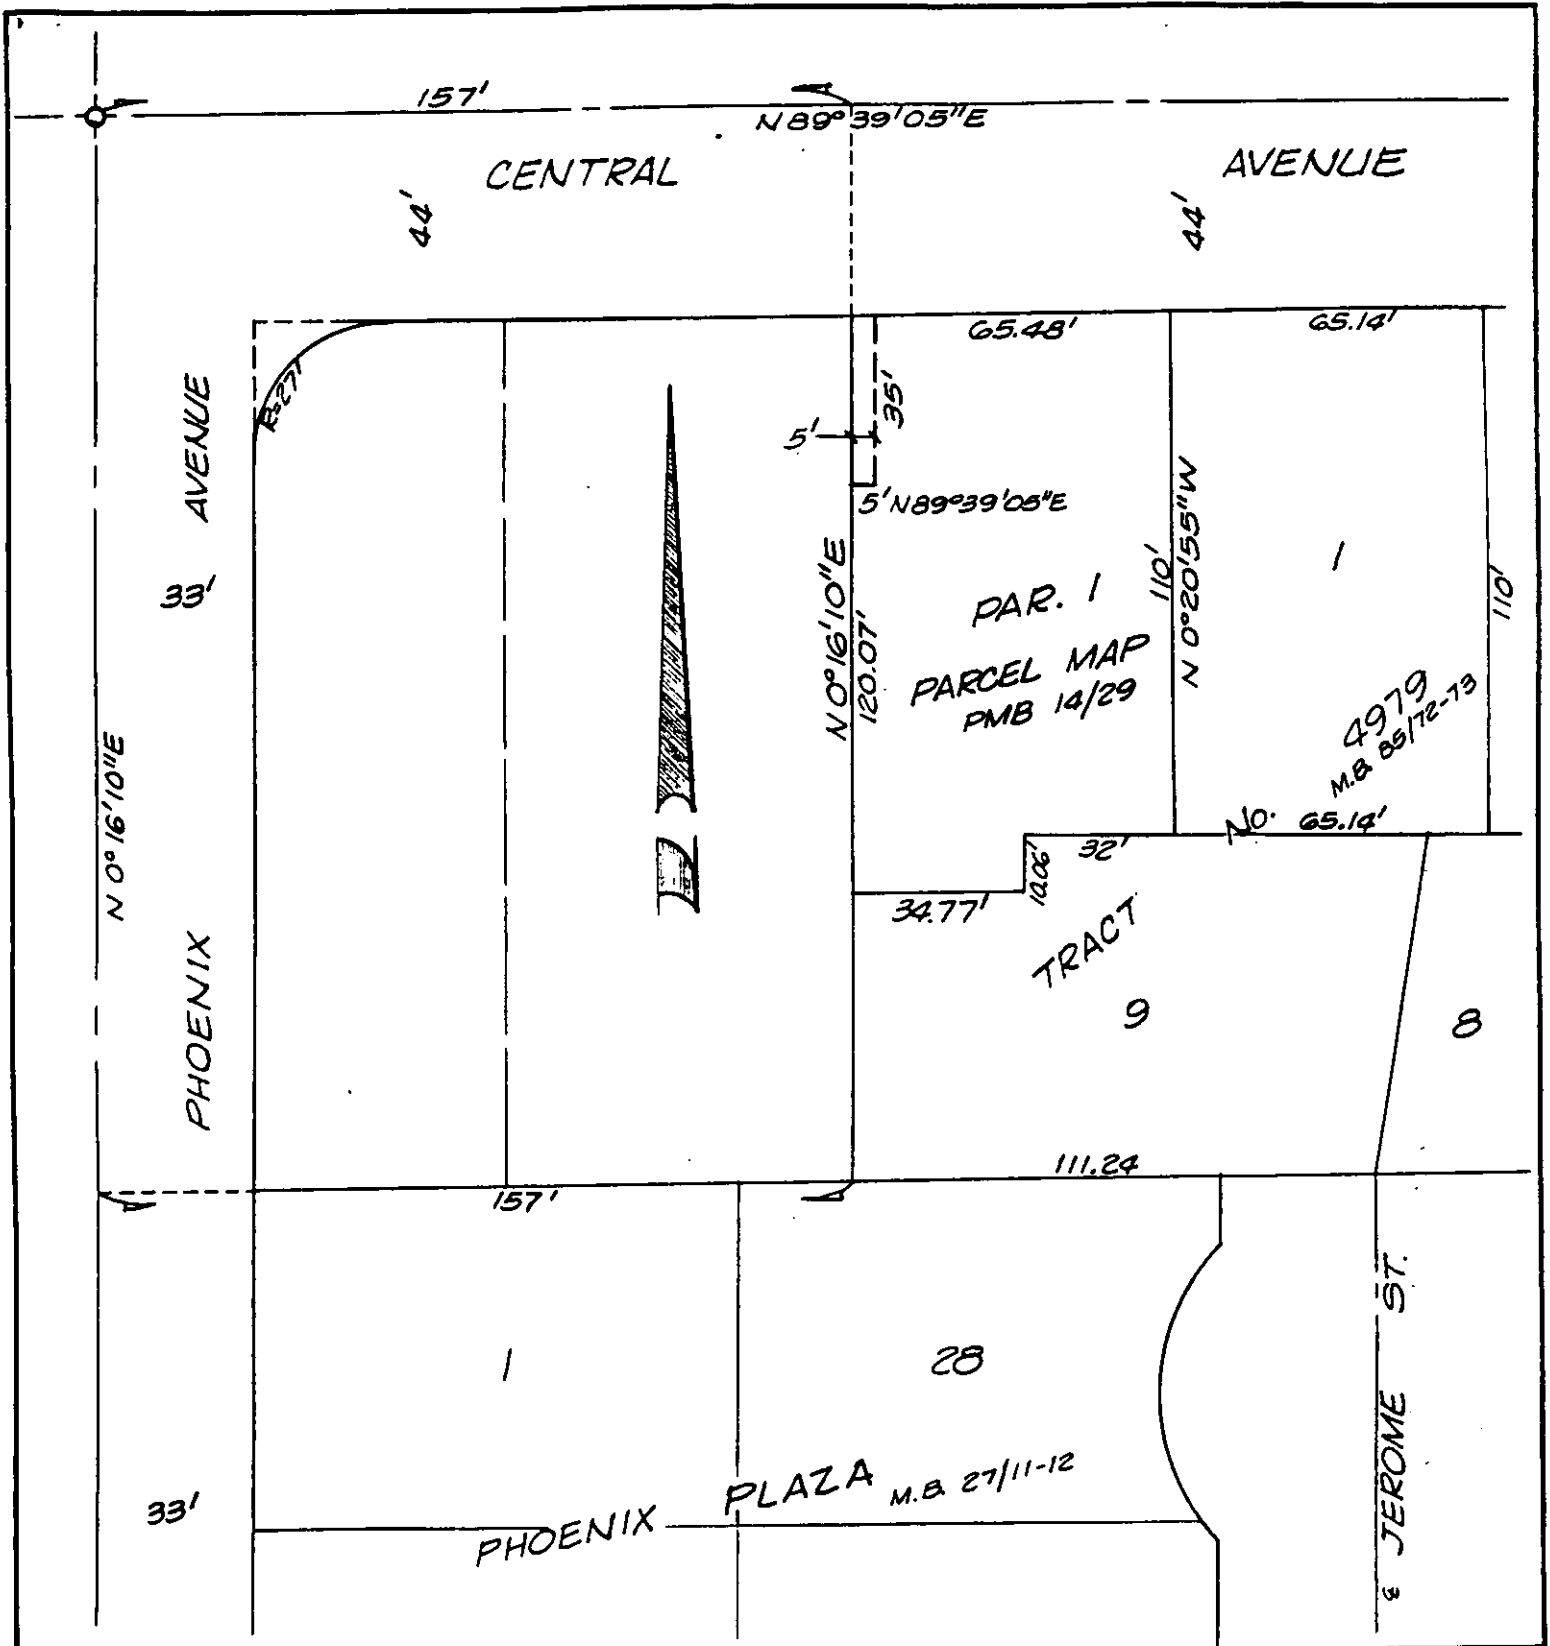 157'
N89°39'05"E
CENTRAL AVENUE
44'
44'
65.48'
65.14'
R=27'
35'
5'
5' N89°39'05"E
AVENUE
33'
PHOENIX
N0°16'10"E
N0°16'10"E
120.07'
PAR. 1
PARCEL MAP
PMB 14/29
110'
N0°20'55"W
1
110'
4979
M.B. 85/72-73
No.
65.14'
32'
10.06'
34.77'
TRACT
9
8
111.24
157'
1
28
PHOENIX PLAZA M.B. 27/11-12
33'
JEROME ST.